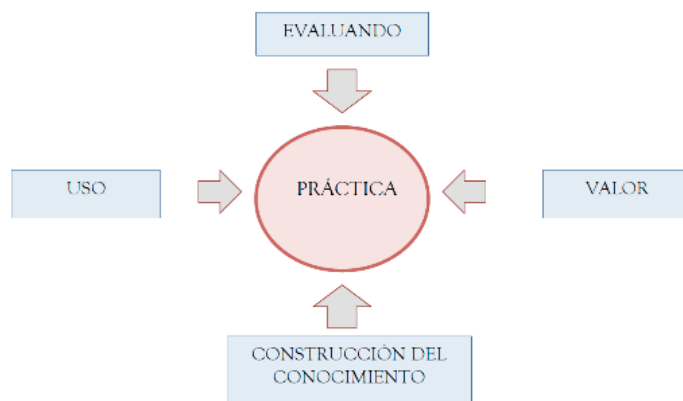 EVALUANDO
USO
PRÁCTICA
VALOR
CONSTRUCCIÓN DEL
CONOCIMIENTO